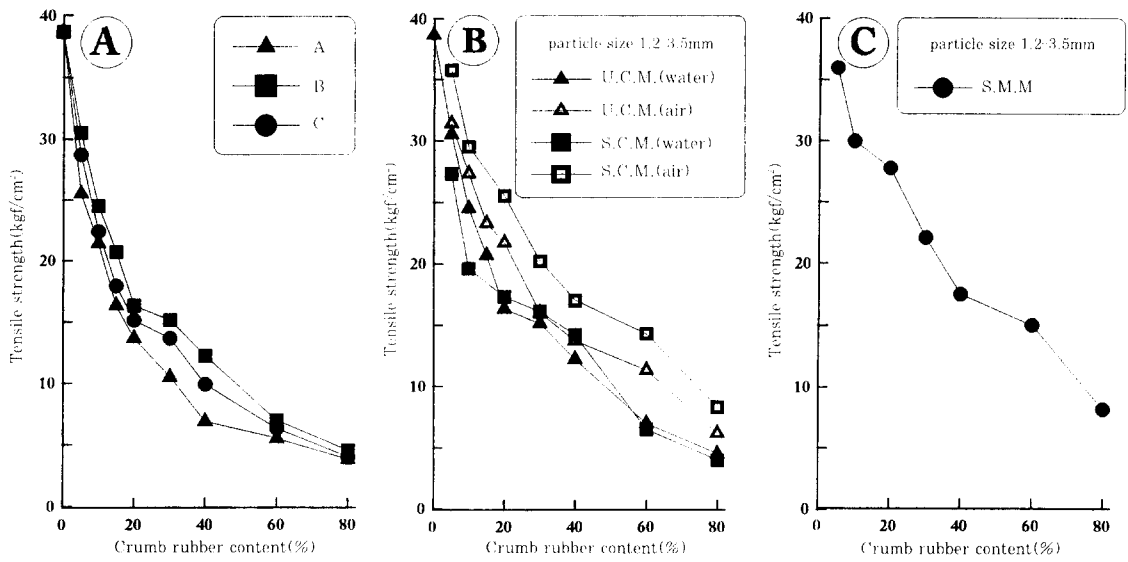 A
A
B
C
40
30
20
10
0
0 20 40 60 80
Tensile strength(kgf/cm²)
Crumb rubber content(%)
B
particle size 1.2-3.5mm
U.C.M.(water)
U.C.M.(air)
S.C.M.(water)
S.C.M.(air)
40
30
20
10
0
0 20 40 60 80
Tensile strength(kgf/cm²)
Crumb rubber content(%)
C
particle size 1.2-3.5mm
S.M.M
40
30
20
10
0
0 20 40 60 80
Tensile strength(kgf/cm²)
Crumb rubber content(%)